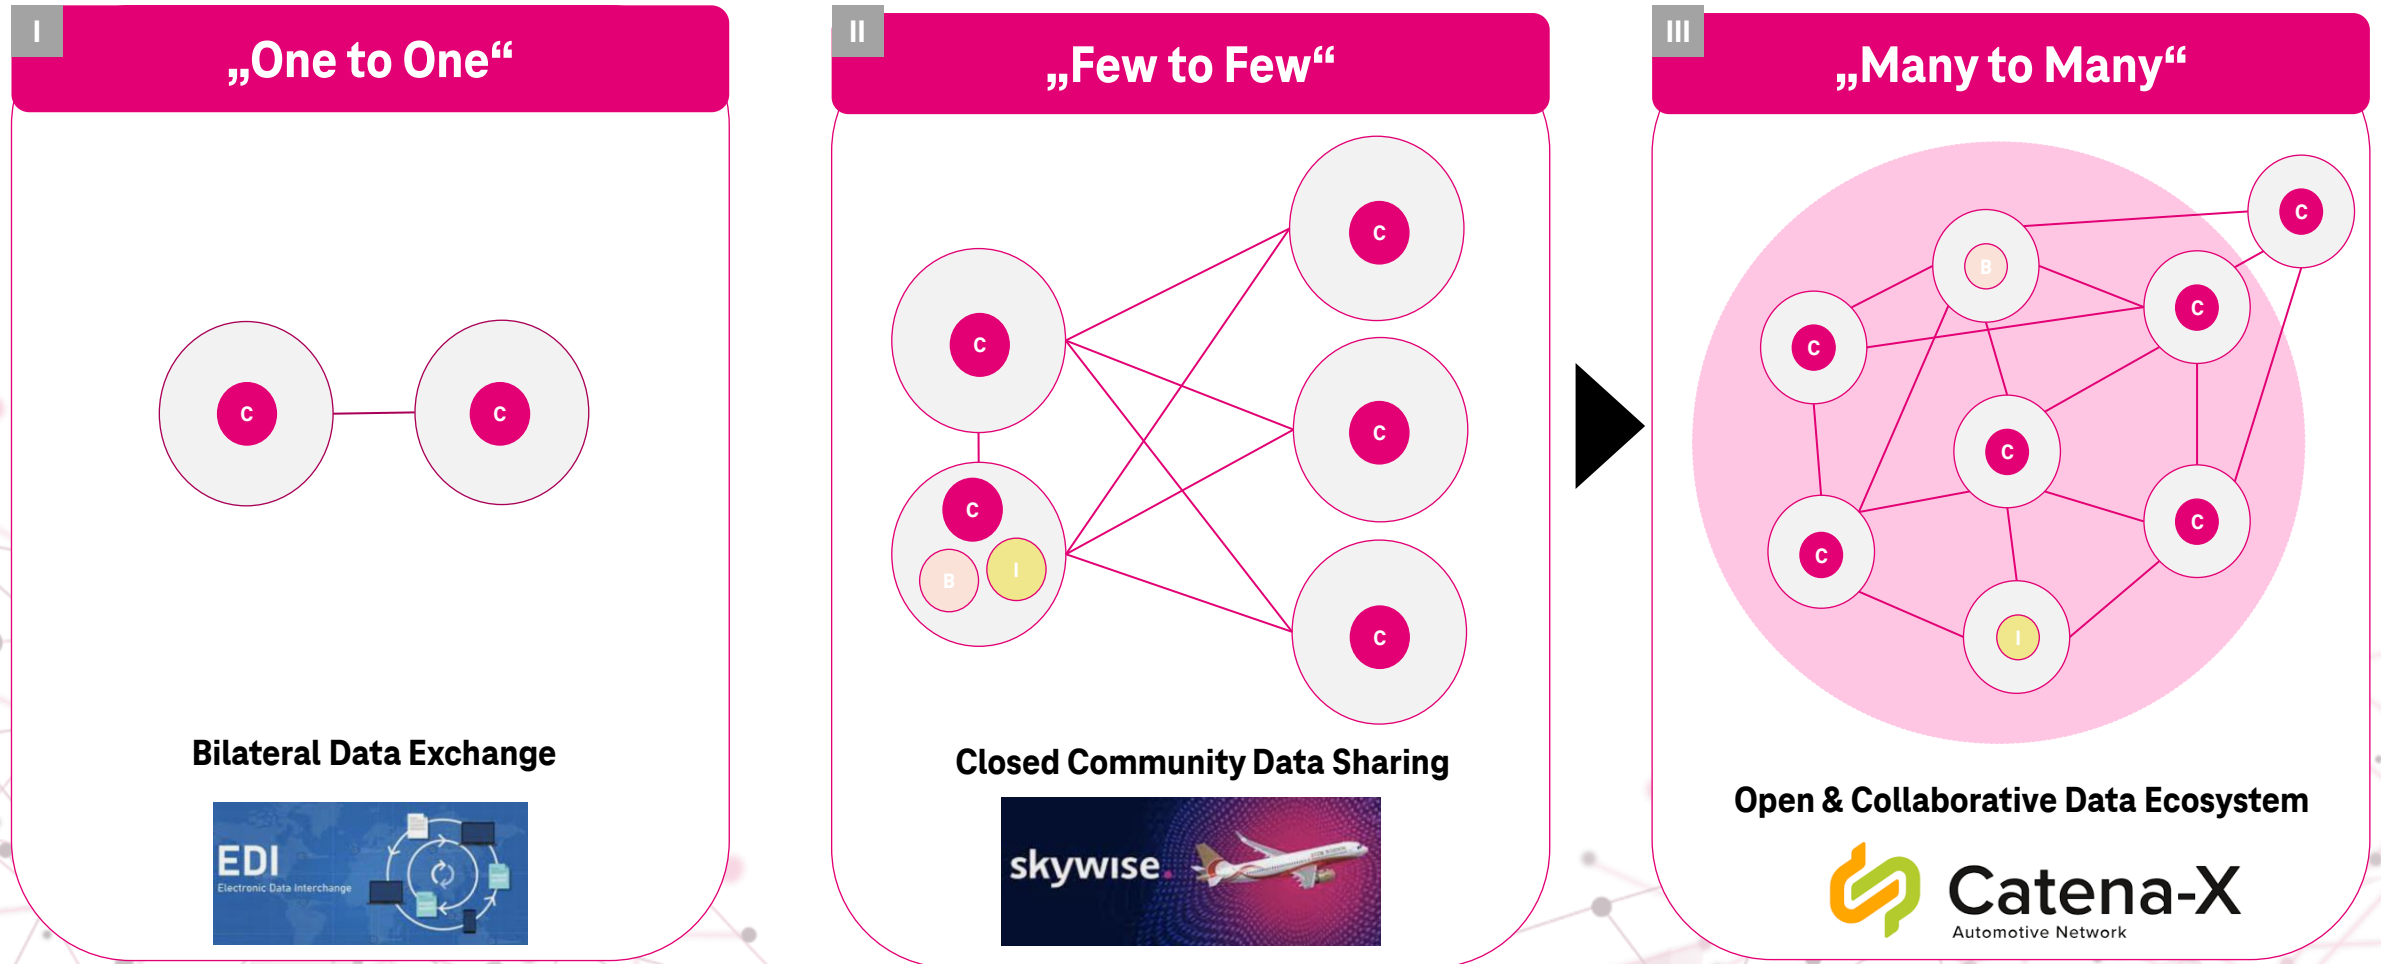 I
„One to One“
C
C
Bilateral Data Exchange
EDI
Electronic Data Interchange
II
„Few to Few“
C
C
C
C
B
I
C
Closed Community Data Sharing
skywise.
III
„Many to Many“
C
B
C
C
C
C
C
I
Open & Collaborative Data Ecosystem
Catena-X
Automotive Network